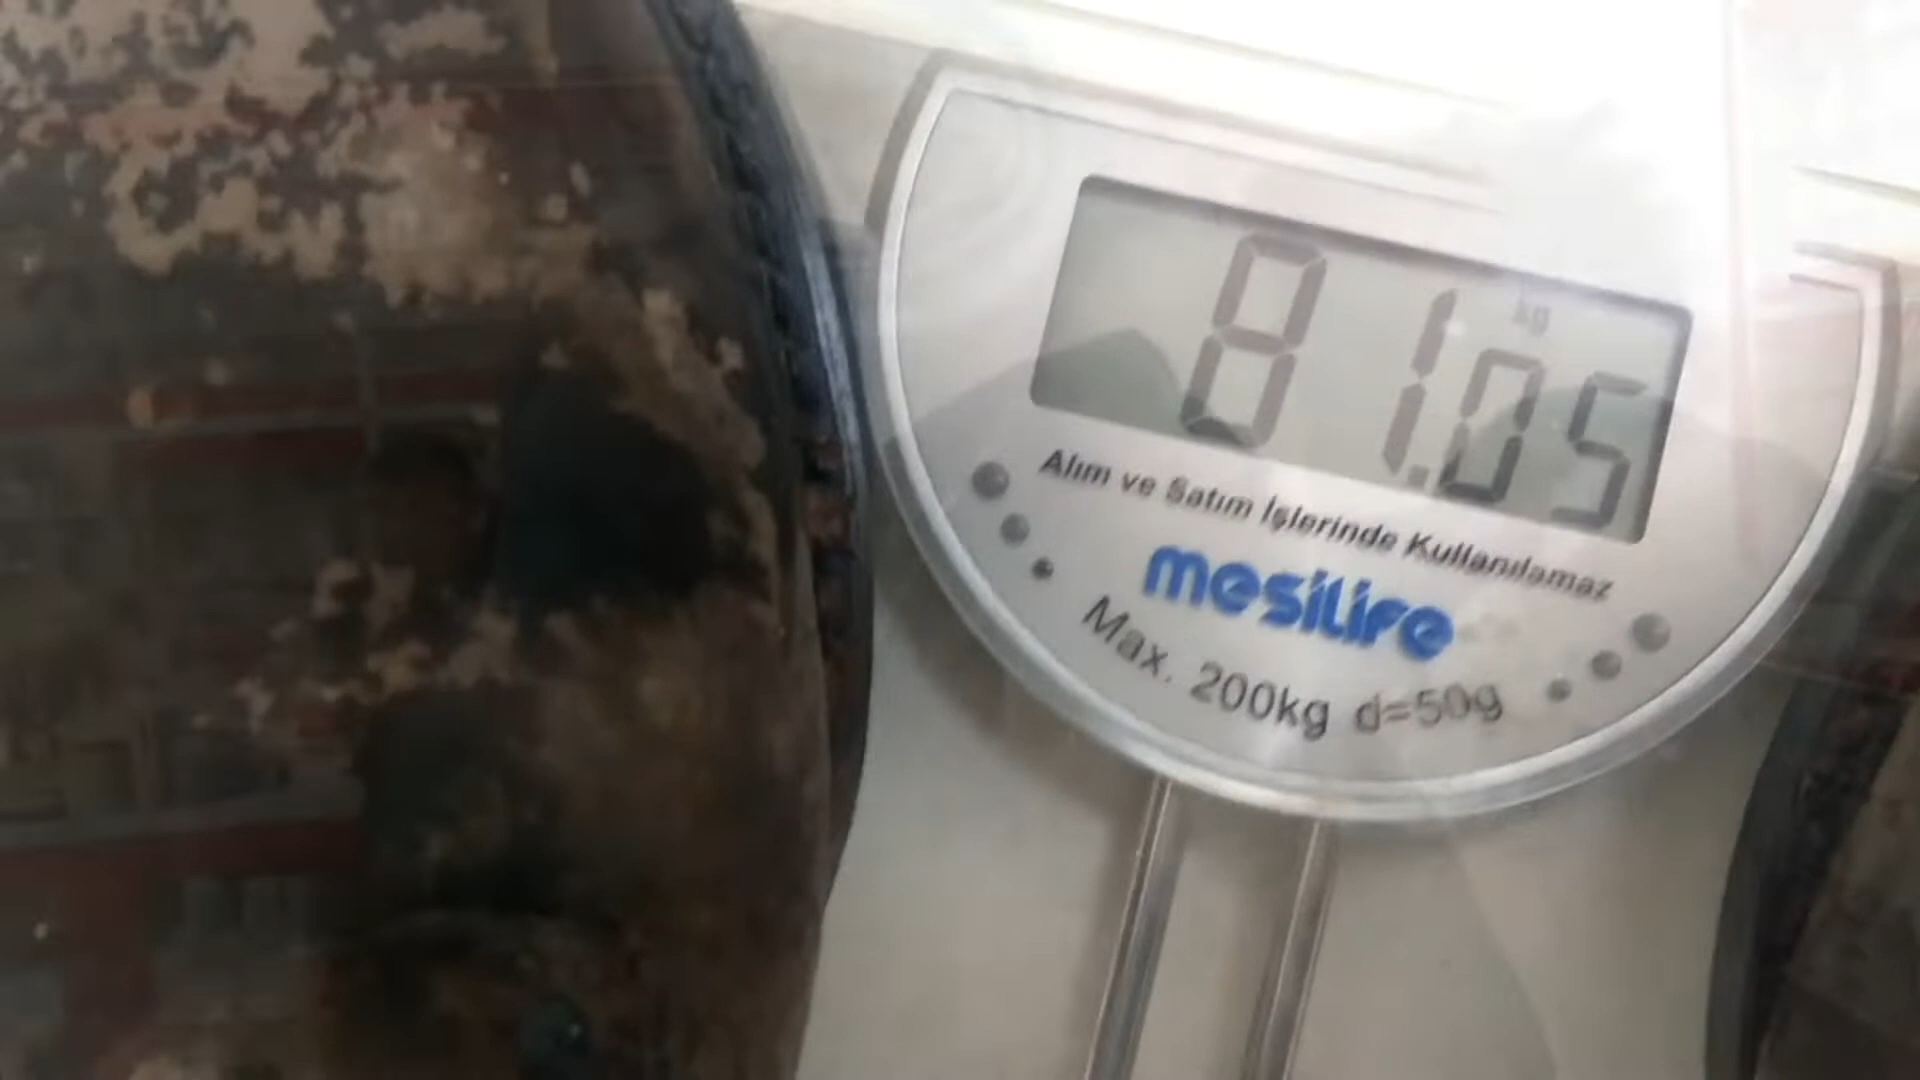 kg
81.05
Alım ve Satım İşlerinde Kullanılamaz
mesilife
Max. 200kg d=50g